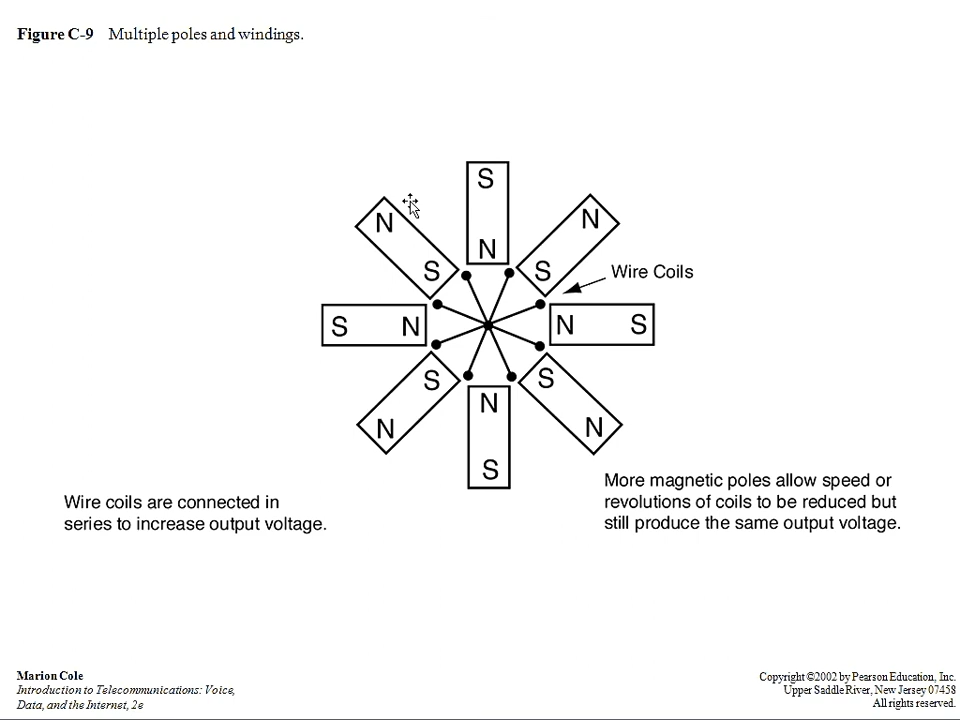 Figure C-9 Multiple poles and windings.
S
N
N
N
S
S
Wire Coils
S N
N S
S
S
N
N
N
S
More magnetic poles allow speed or
revolutions of coils to be reduced but
still produce the same output voltage.
Wire coils are connected in
series to increase output voltage.
Marion Cole
Introduction to Telecommunications: Voice,
Data, and the Internet, 2e
Copyright ©2002 by Pearson Education, Inc.
Upper Saddle River, New Jersey 07458
All rights reserved.